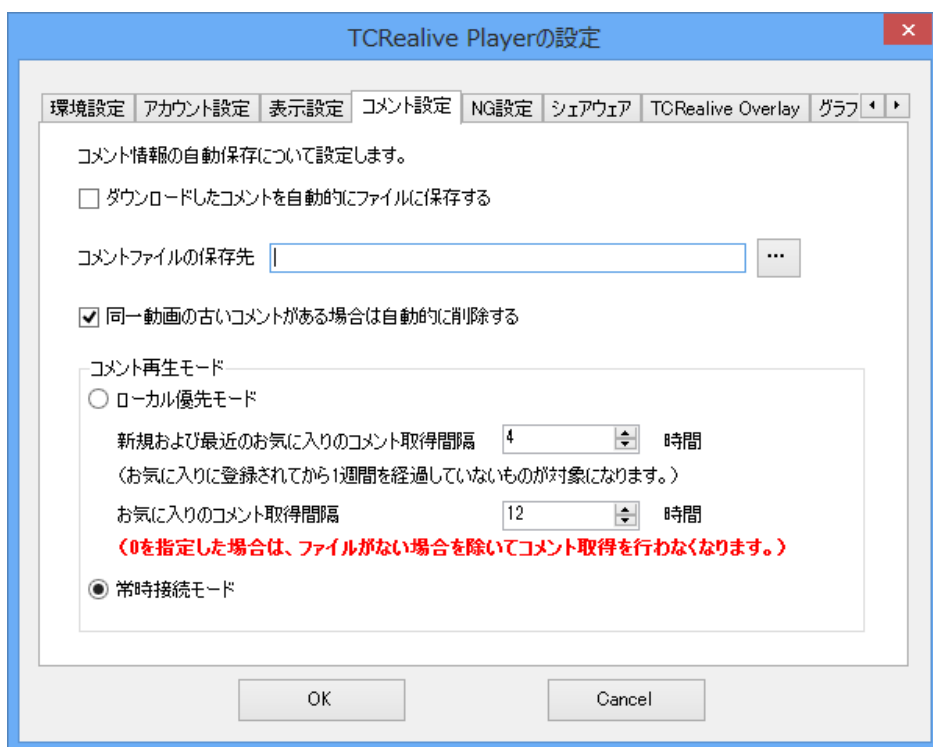 TCRealive Playerの設定
×
環境設定 アカウント設定 表示設定 コメント設定 NG設定 シェアウェア TCRealive Overlay グラフ
コメント情報の自動保存について設定します。
ダウンロードしたコメントを自動的にファイルに保存する
コメントファイルの保存先 ...
同一動画の古いコメントがある場合は自動的に削除する
コメント再生モード
ローカル優先モード
新規および最近のお気に入りのコメント取得間隔 4 時間
(お気に入りに登録されてから1週間を経過していないものが対象になります。)
お気に入りのコメント取得間隔 12 時間
(0を指定した場合は、ファイルがない場合を除いてコメント取得を行わなくなります。)
常時接続モード
OK Cancel